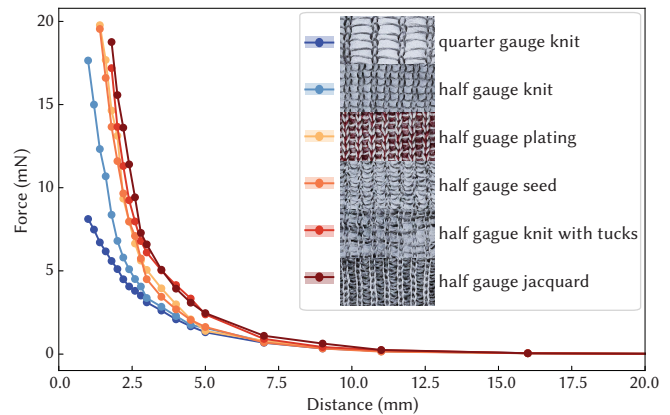 20
15
10
5
0
Force (mN)
0.0 2.5 5.0 7.5 10.0 12.5 15.0 17.5 20.0
Distance (mm)
quarter gauge knit
half gauge knit
half guage plating
half gauge seed
half gague knit with tucks
half gauge jacquard